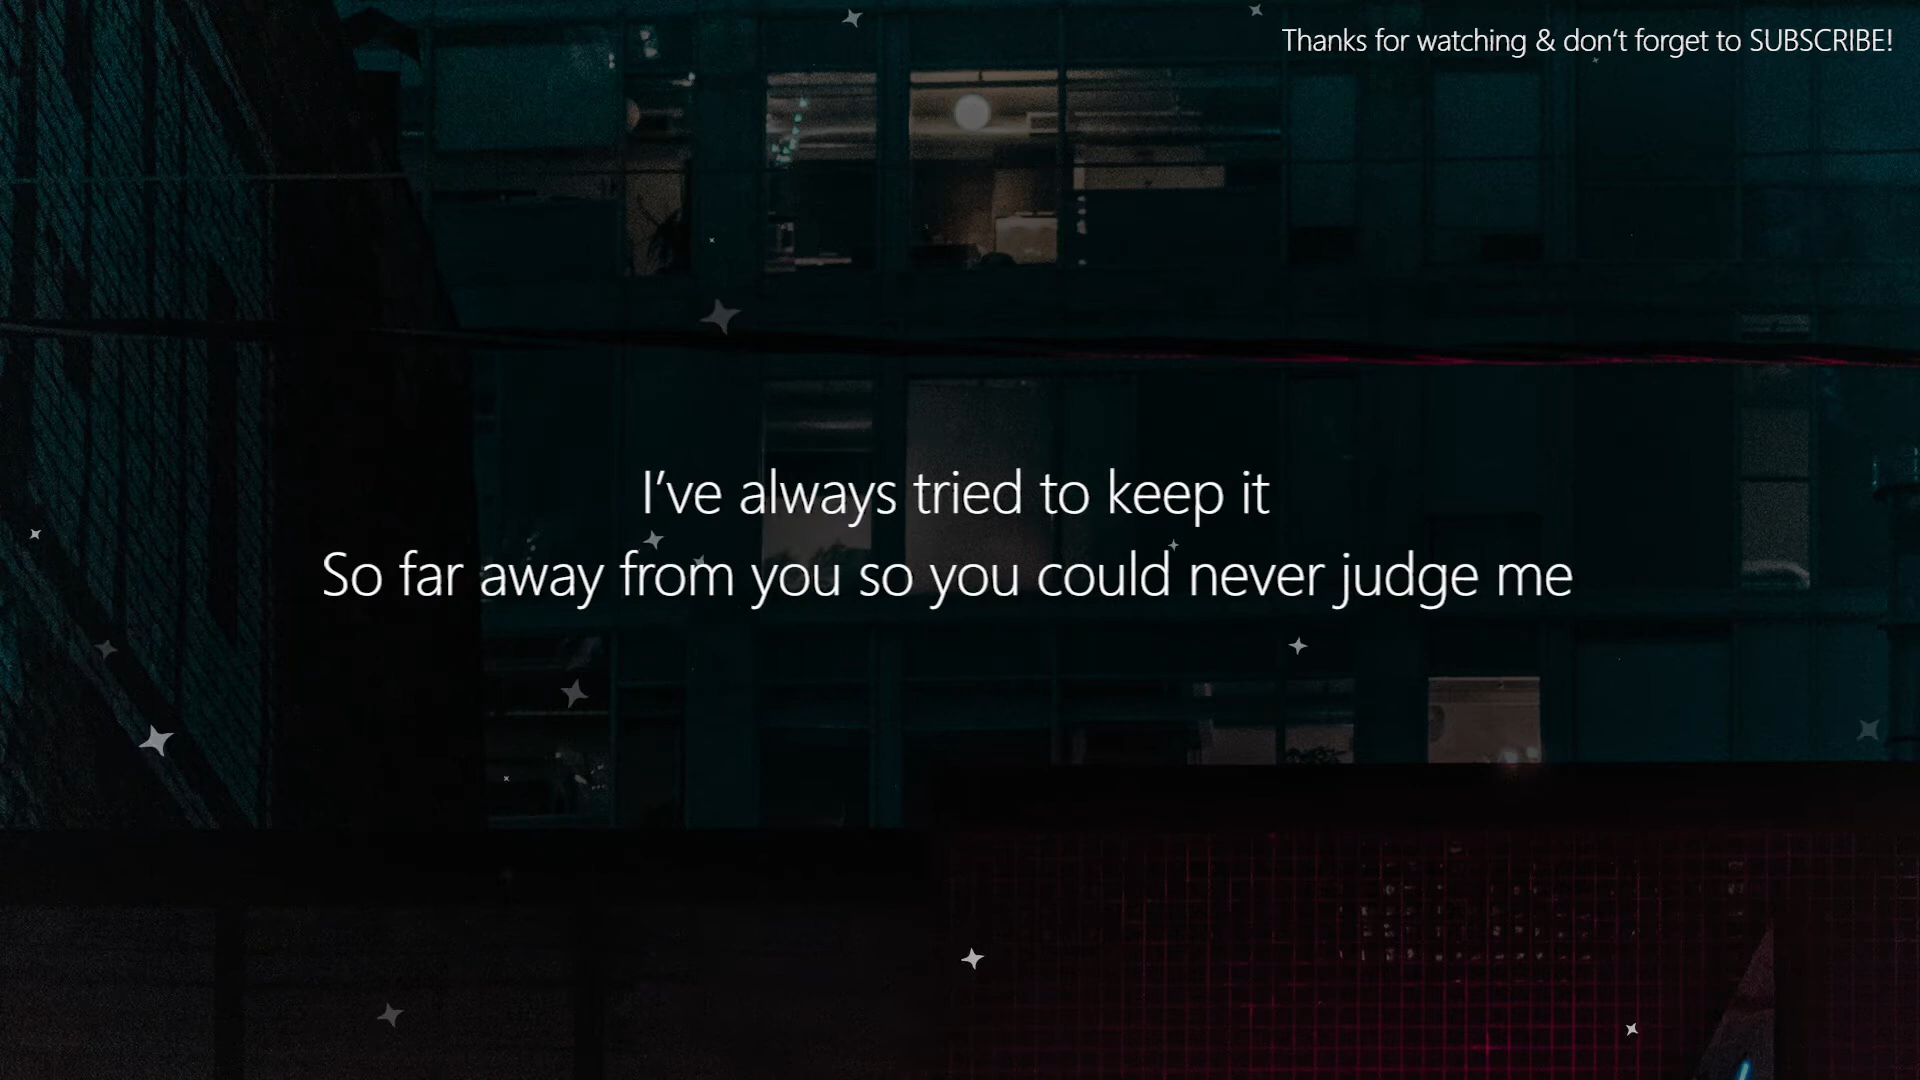 Thanks for watching & don't forget to SUBSCRIBE!
I've always tried to keep it
So far away from you so you could never judge me